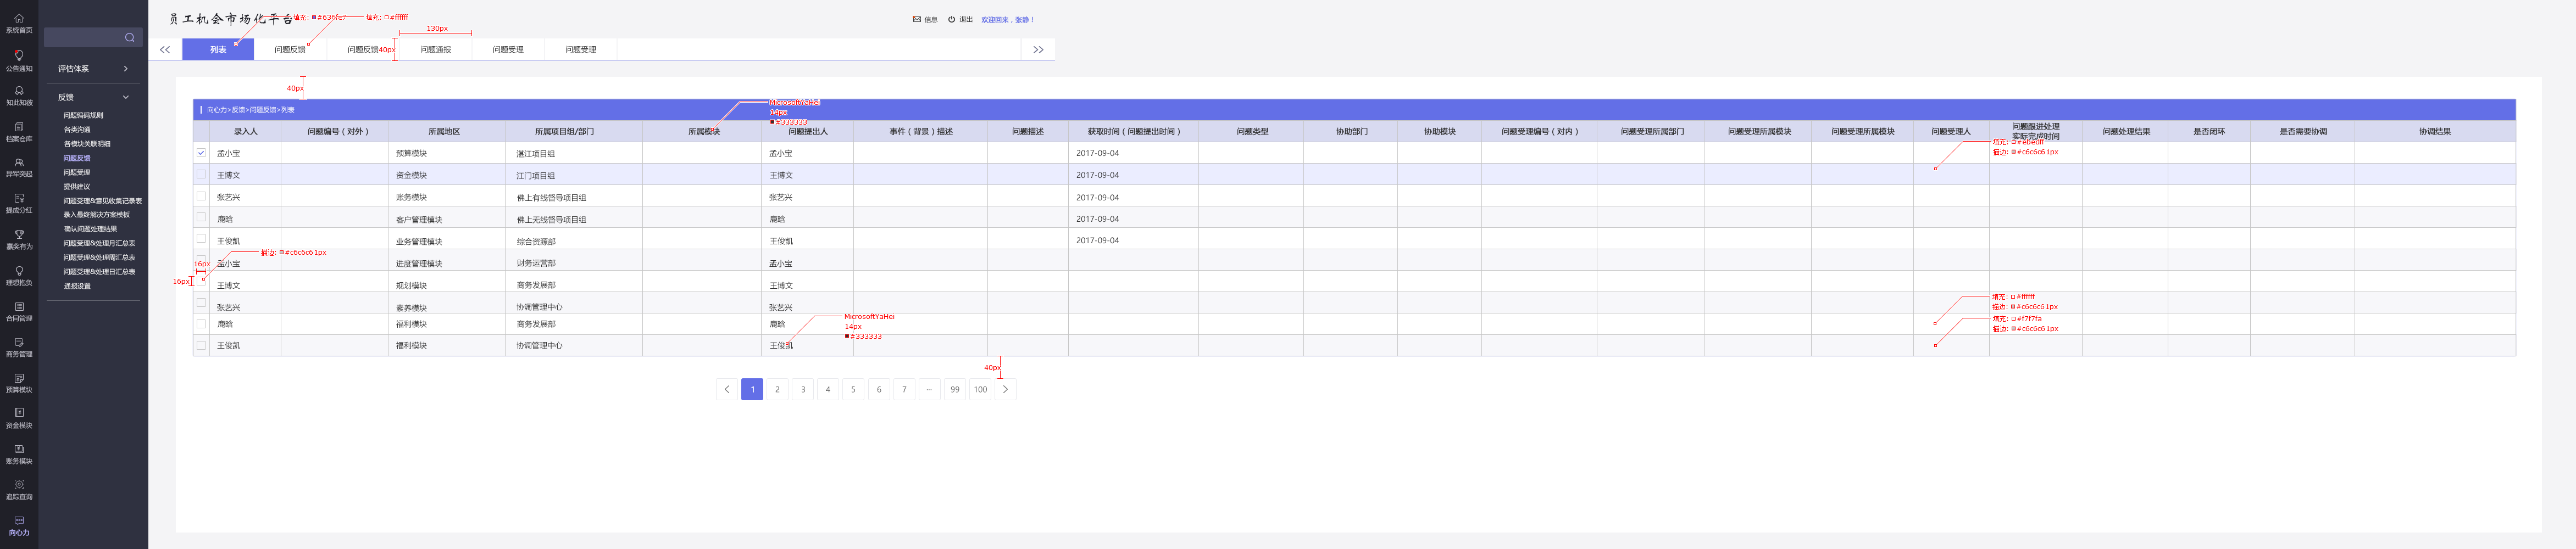 员工机会市场化平台
填充：#636fe7
填充：#ffffff
信息
退出
欢迎回来，张静！
130px
列表
问题反馈
问题反馈
40px
问题通报
问题受理
问题受理
系统首页
公告通知
知此知彼
档案仓库
异军突起
提成分红
嘉奖有为
理想抱负
合同管理
商务管理
预算模块
资金模块
账务模块
追踪查询
向心力
评估体系
反馈
问题编码规则
各类沟通
各模块关联明细
问题反馈
问题受理
提供建议
问题受理&意见收集记录表
录入最终解决方案模板
确认问题处理结果
问题受理&处理月汇总表
问题受理&处理周汇总表
问题受理&处理日汇总表
通报设置
40px
向心力>反馈>问题反馈>列表
MicrosoftYaHei
14px
#333333
录入人 问题编号（对外） 所属地区 所属项目组/部门 所属模块 问题提出人 事件（背景）描述 问题描述 获取时间（问题提出时间） 问题类型 协助部门 协助模块 问题受理编号（对内） 问题受理所属部门 问题受理所属模块 问题受理所属模块 问题受理人 问题跟进处理实际完成时间 问题处理结果 是否闭环 是否需要协调 协调结果
孟小宝 预算模块 湛江项目组 孟小宝 2017-09-04
填充：#ebedff
描边：#c6c6c6 1px
王博文 资金模块 江门项目组 王博文 2017-09-04
张艺兴 账务模块 佛上有线督导项目组 张艺兴 2017-09-04
鹿晗 客户管理模块 佛上无线督导项目组 鹿晗 2017-09-04
王俊凯 业务管理模块 综合资源部 王俊凯 2017-09-04
描边：#c6c6c6 1px
16px
孟小宝 进度管理模块 财务运营部 孟小宝
16px
王博文 规划模块 商务发展部 王博文
填充：#ffffff
描边：#c6c6c6 1px
张艺兴 素养模块 协调管理中心 张艺兴
填充：#f7f7fa
描边：#c6c6c6 1px
鹿晗 福利模块 商务发展部 鹿晗
MicrosoftYaHei
14px
#333333
王俊凯 福利模块 协调管理中心 王俊凯
40px
1 2 3 4 5 6 7 ... 99 100